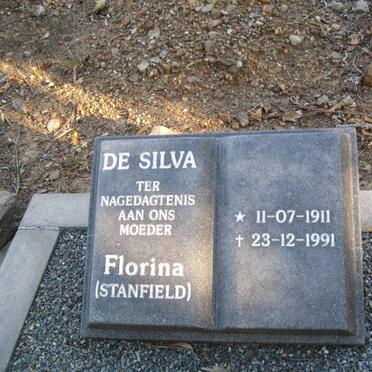 DE SILVA
TER
NAGEDAGTENIS
AAN ONS
MOEDER
Florina
(STANFIELD)
★ 11-07-1911
✝ 23-12-1991